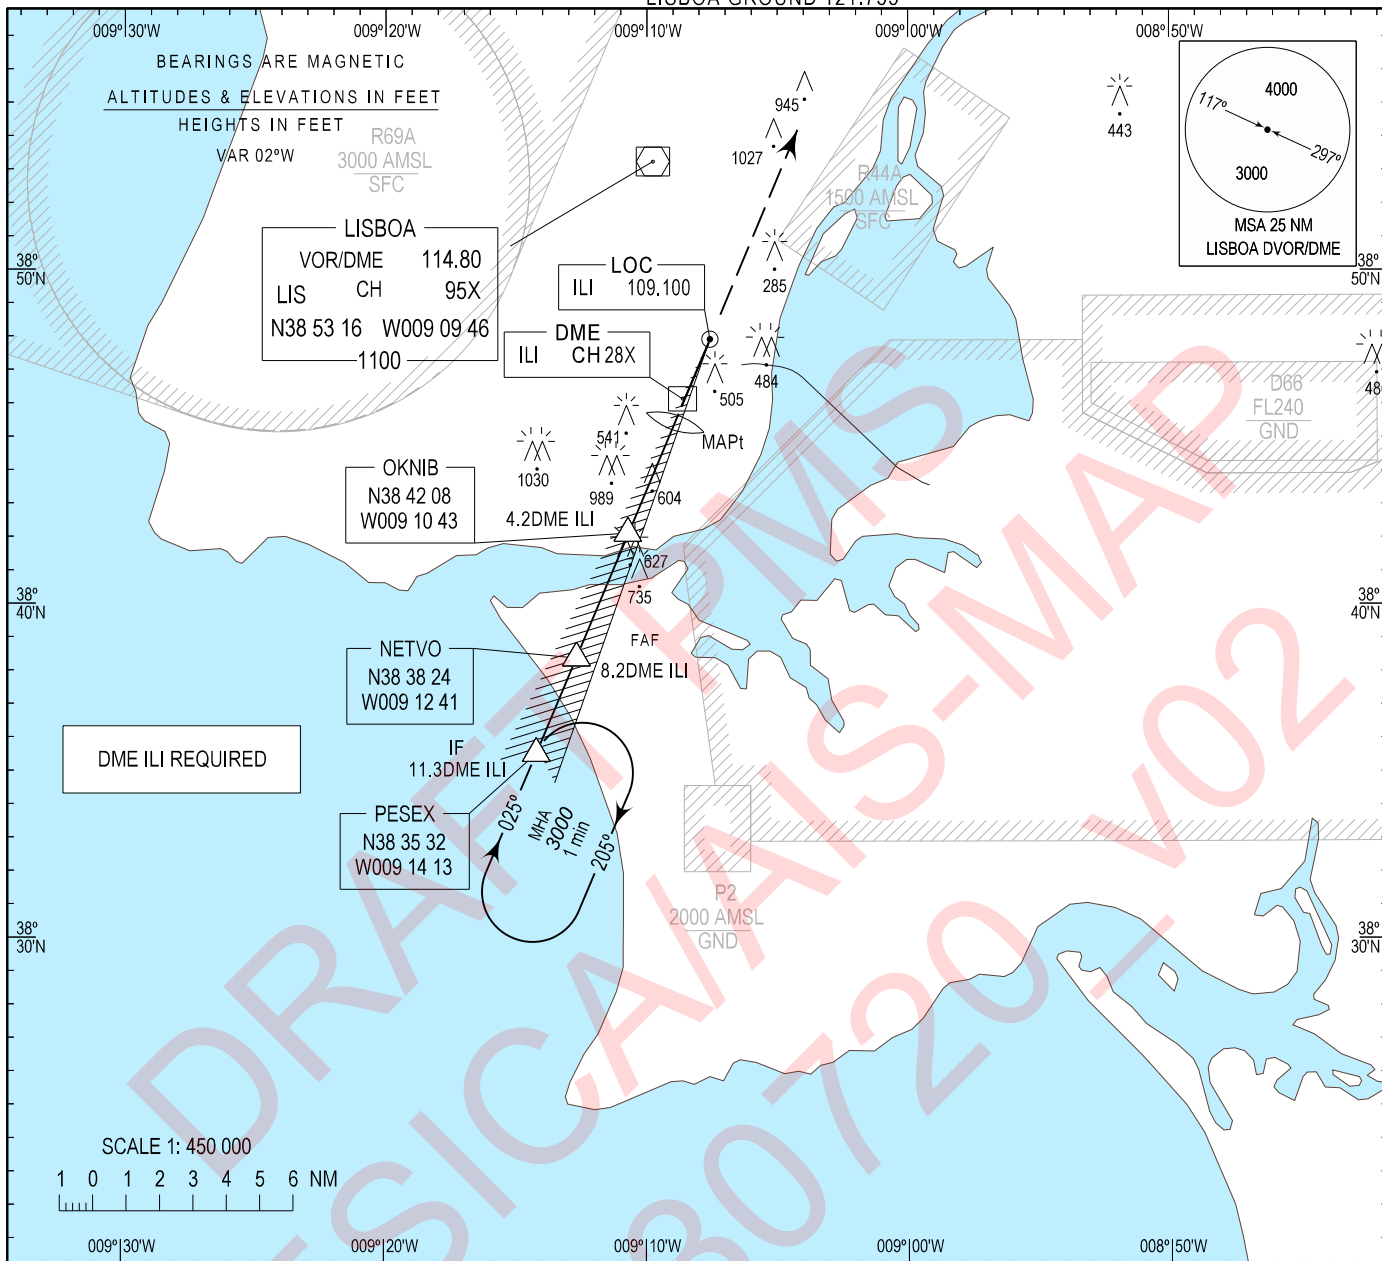 LISBOA GROUND 121.755
009°30'W
009°20'W
009°10'W
009°00'W
008°50'W
BEARINGS ARE MAGNETIC
ALTITUDES & ELEVATIONS IN FEET
HEIGHTS IN FEET
VAR 02°W
R69A
3000 AMSL
SFC
945
1027
R44A
1500 AMSL
SFC
443
4000
117°
297°
3000
MSA 25 NM
LISBOA DVOR/DME
LISBOA
VOR/DME 114.80
LIS CH 95X
N38 53 16 W009 09 46
1100
LOC
ILI 109.100
DME
ILI CH 28X
285
38°
50'N
38°
50'N
484
505
MAPt
D66
FL240
GND
48
541
1030
989
604
OKNIB
N38 42 08
W009 10 43
4.2DME ILI
627
735
38°
40'N
38°
40'N
FAF
8.2DME ILI
NETVO
N38 38 24
W009 12 41
DME ILI REQUIRED
IF
11.3DME ILI
PESEX
N38 35 32
W009 14 13
025°
MHA
3000
1 min
205°
P2
2000 AMSL
GND
38°
30'N
38°
30'N
SCALE 1: 450 000
1 0 1 2 3 4 5 6 NM
009°30'W
009°20'W
009°10'W
009°00'W
008°50'W
DRAFT PMS
ESICA/AIS-MAP
30720_v02